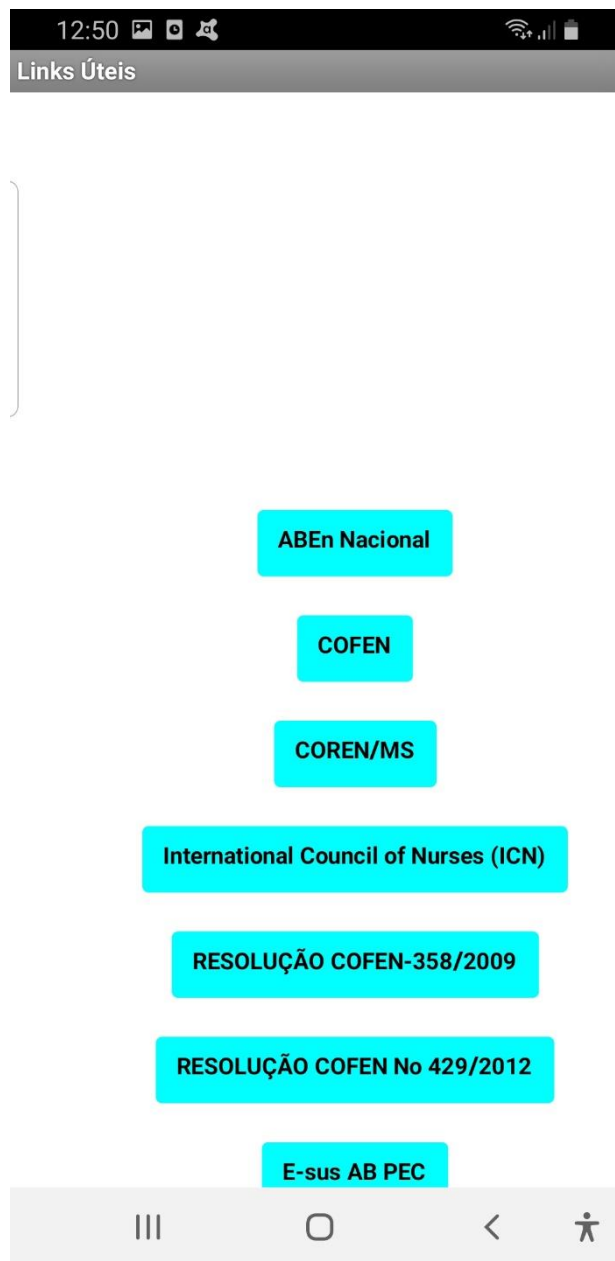 12:50
Links Úteis
ABEn Nacional
COFEN
COREN/MS
International Council of Nurses (ICN)
RESOLUÇÃO COFEN-358/2009
RESOLUÇÃO COFEN No 429/2012
E-sus AB PEC